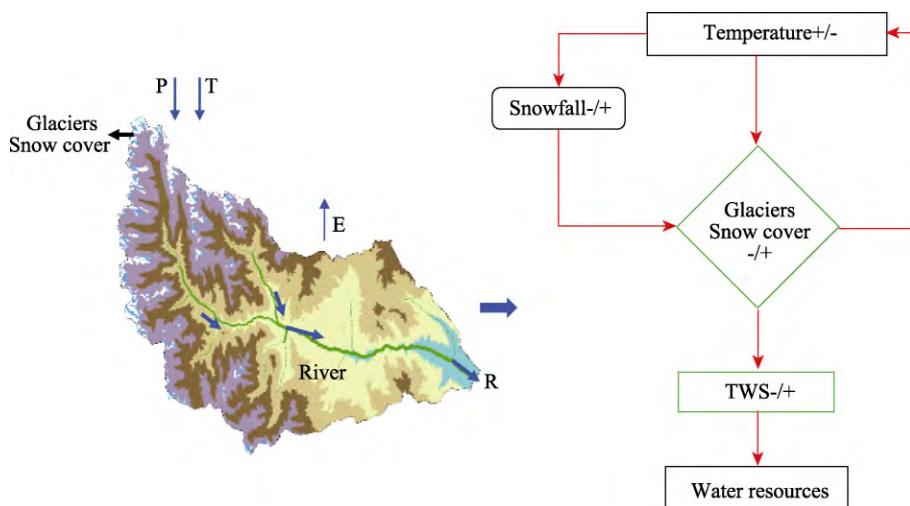 P
T
Glaciers
Snow cover
E
River
R
Temperature+/-
Snowfall-/+
Glaciers
Snow cover
-/+
TWS-/+
Water resources